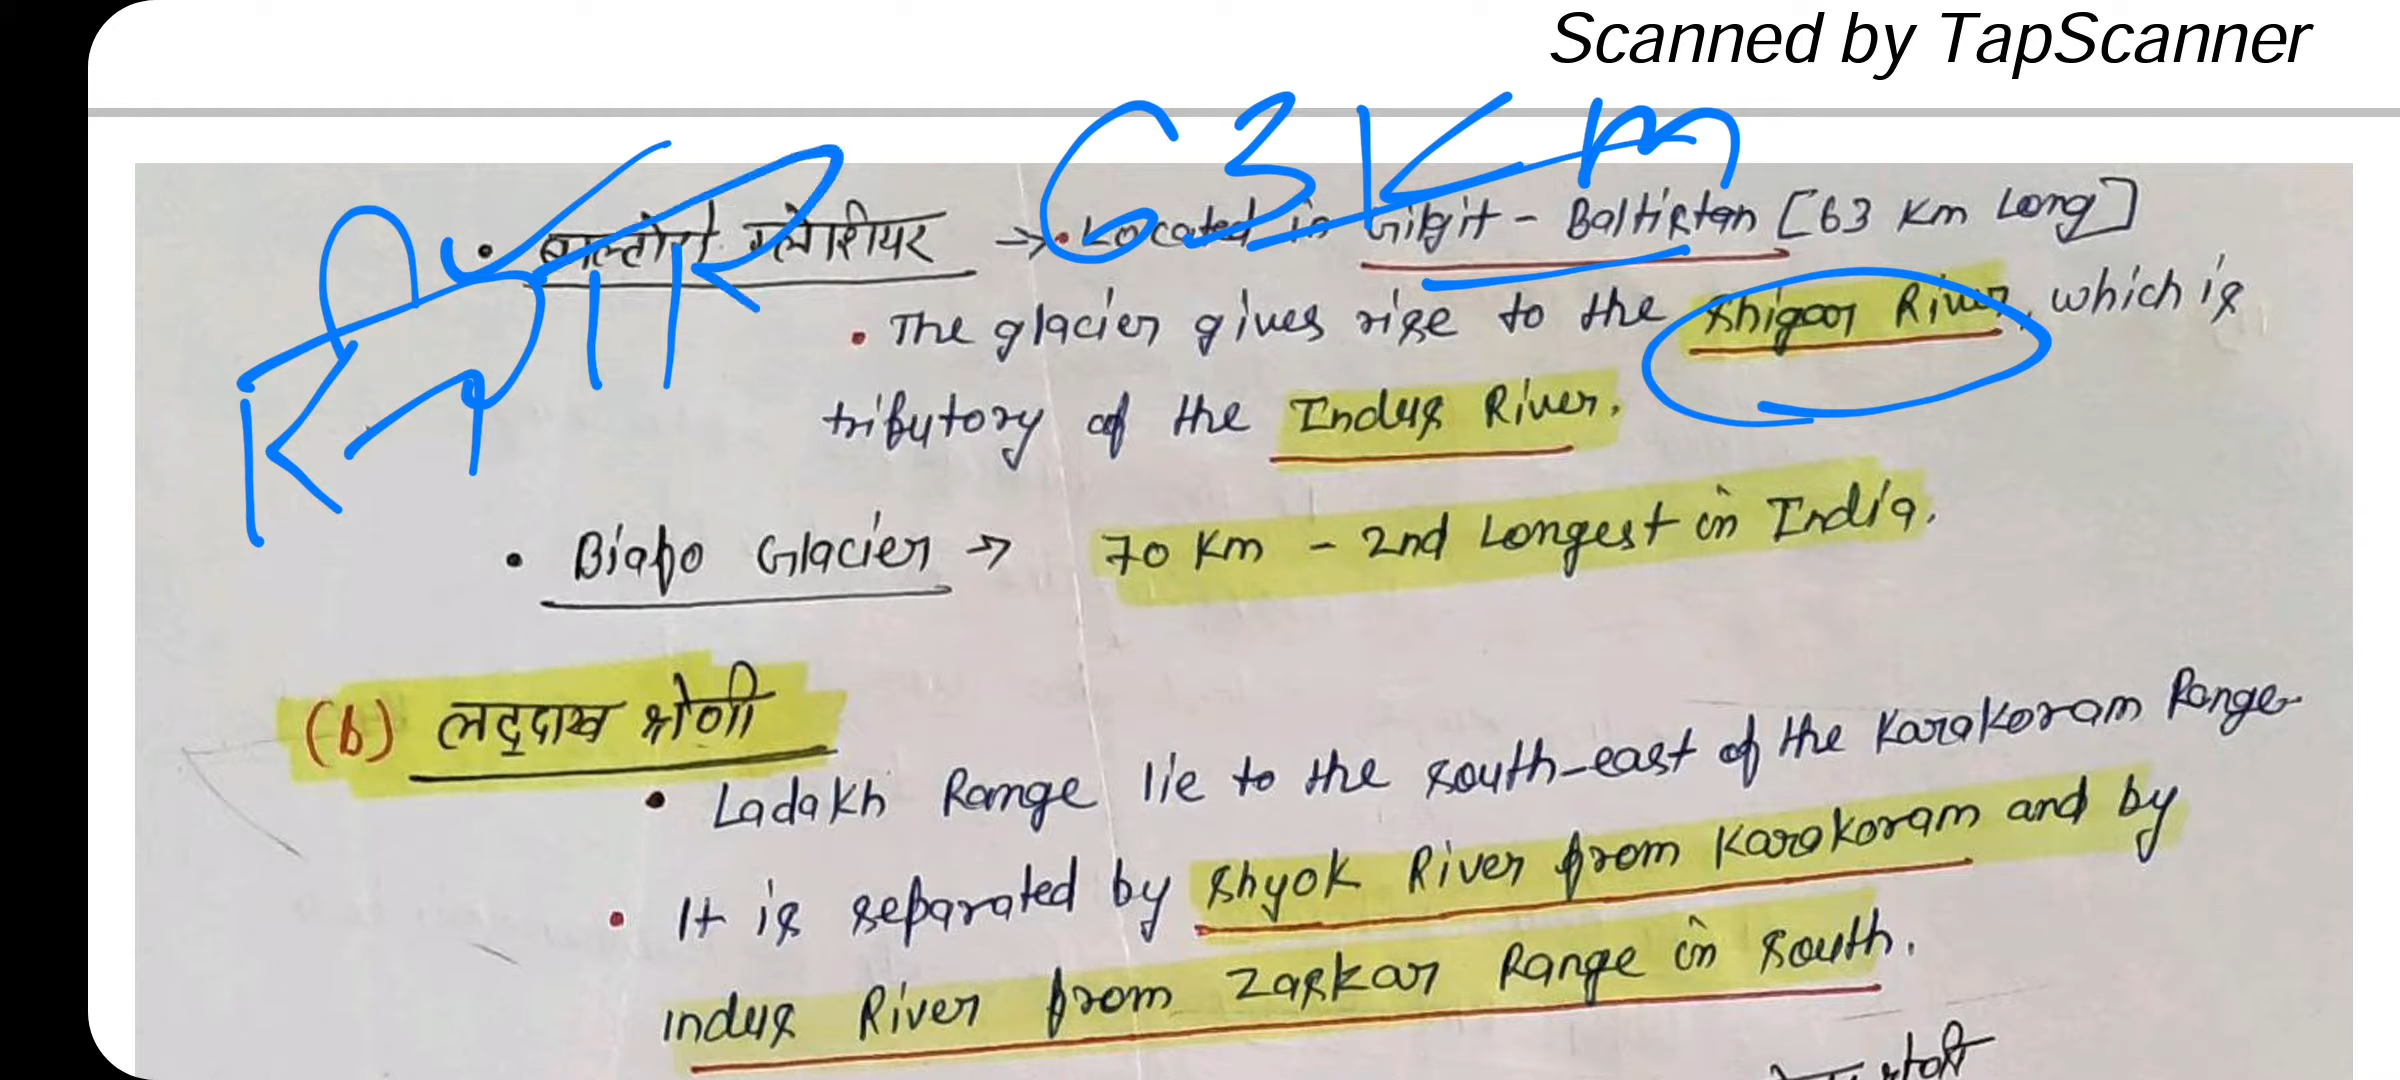 Scanned by TapScanner
63 Km
• बाल्तोरो ग्लेशियर → • Located in Gilgit - Baltistan [63 Km Long]
• The glacier gives rise to the Shigar River, which is
tributory of the Indus River.
• Biafo Glacier → 70 Km - 2nd Longest in India.
(b) लद्दाख श्रेणी
• Ladakh Range lie to the south-east of the Karakoram Range
• It is separated by Shyok River from Karakoram and by
indus River from Zaskar Range in south.